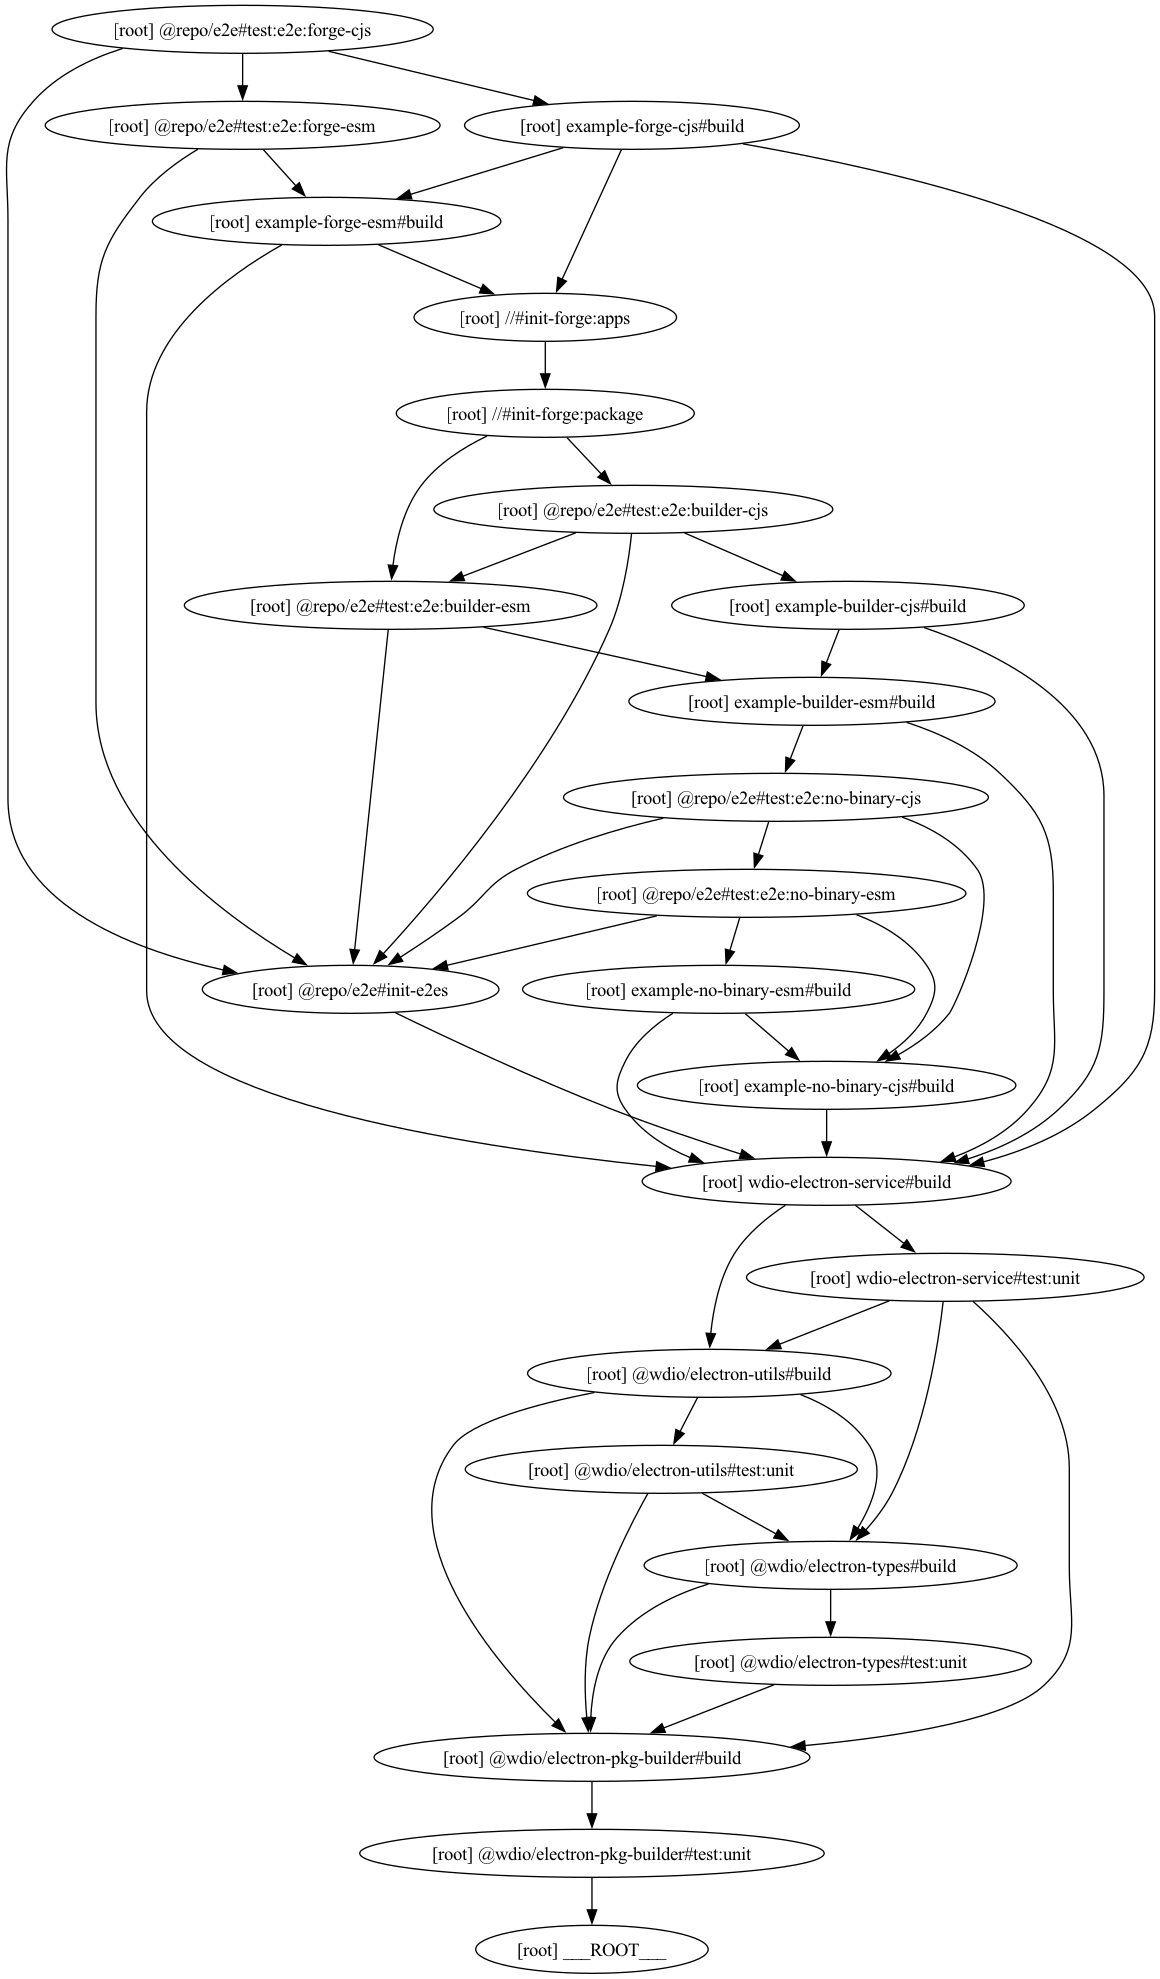 [root] @repo/e2e#test:e2e:forge-cjs
[root] @repo/e2e#test:e2e:forge-esm
[root] example-forge-cjs#build
[root] example-forge-esm#build
[root] //#init-forge:apps
[root] //#init-forge:package
[root] @repo/e2e#test:e2e:builder-cjs
[root] @repo/e2e#test:e2e:builder-esm
[root] example-builder-cjs#build
[root] example-builder-esm#build
[root] @repo/e2e#test:e2e:no-binary-cjs
[root] @repo/e2e#test:e2e:no-binary-esm
[root] @repo/e2e#init-e2es
[root] example-no-binary-esm#build
[root] example-no-binary-cjs#build
[root] wdio-electron-service#build
[root] wdio-electron-service#test:unit
[root] @wdio/electron-utils#build
[root] @wdio/electron-utils#test:unit
[root] @wdio/electron-types#build
[root] @wdio/electron-types#test:unit
[root] @wdio/electron-pkg-builder#build
[root] @wdio/electron-pkg-builder#test:unit
[root] ___ROOT___